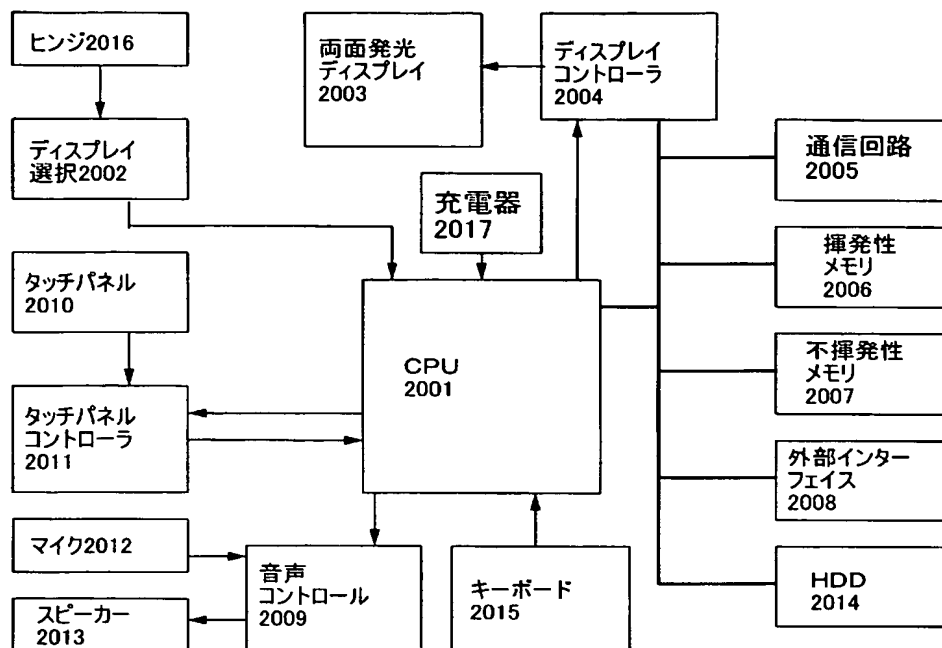 ヒンジ2016
ディスプレイ
選択2002
両面発光
ディスプレイ
2003
ディスプレイ
コントローラ
2004
通信回路
2005
充電器
2017
揮発性
メモリ
2006
タッチパネル
2010
CPU
2001
不揮発性
メモリ
2007
タッチパネル
コントローラ
2011
外部インター
フェイス
2008
マイク2012
音声
コントロール
2009
キーボード
2015
HDD
2014
スピーカー
2013